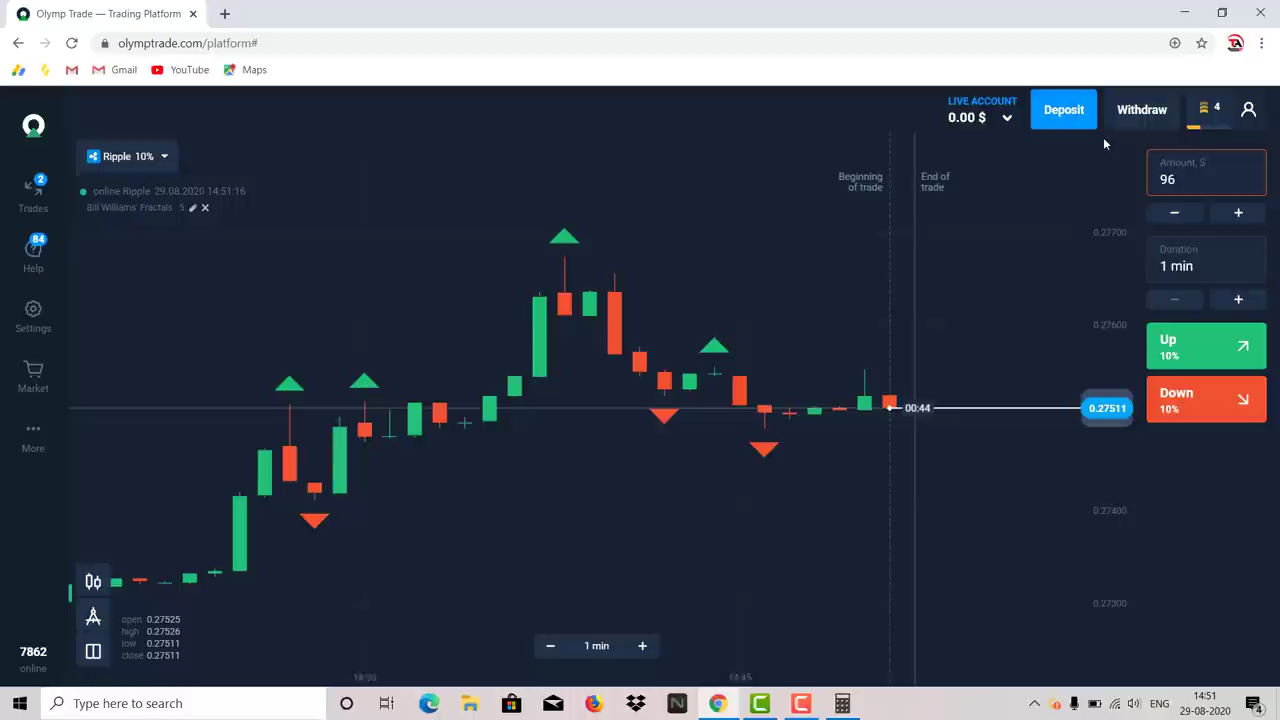 Olymp Trade — Trading Platform
olymptrade.com/platform#
Gmail
YouTube
Maps
LIVE ACCOUNT
0.00 $
Deposit
Withdraw
4
Ripple 10%
online Ripple 29.08.2020 14:51:16
Bill Williams' Fractals 5
2
Trades
84
Help
Settings
Market
More
7862
online
Beginning
of trade
End of
trade
0.27700
0.27600
0.27511
0.27400
0.27300
00:44
Amount, $
96
Duration
1 min
Up
10%
Down
10%
open 0.27525
high 0.27526
low 0.27511
close 0.27511
1 min
Type here to search
ENG
14:51
29-08-2020
4